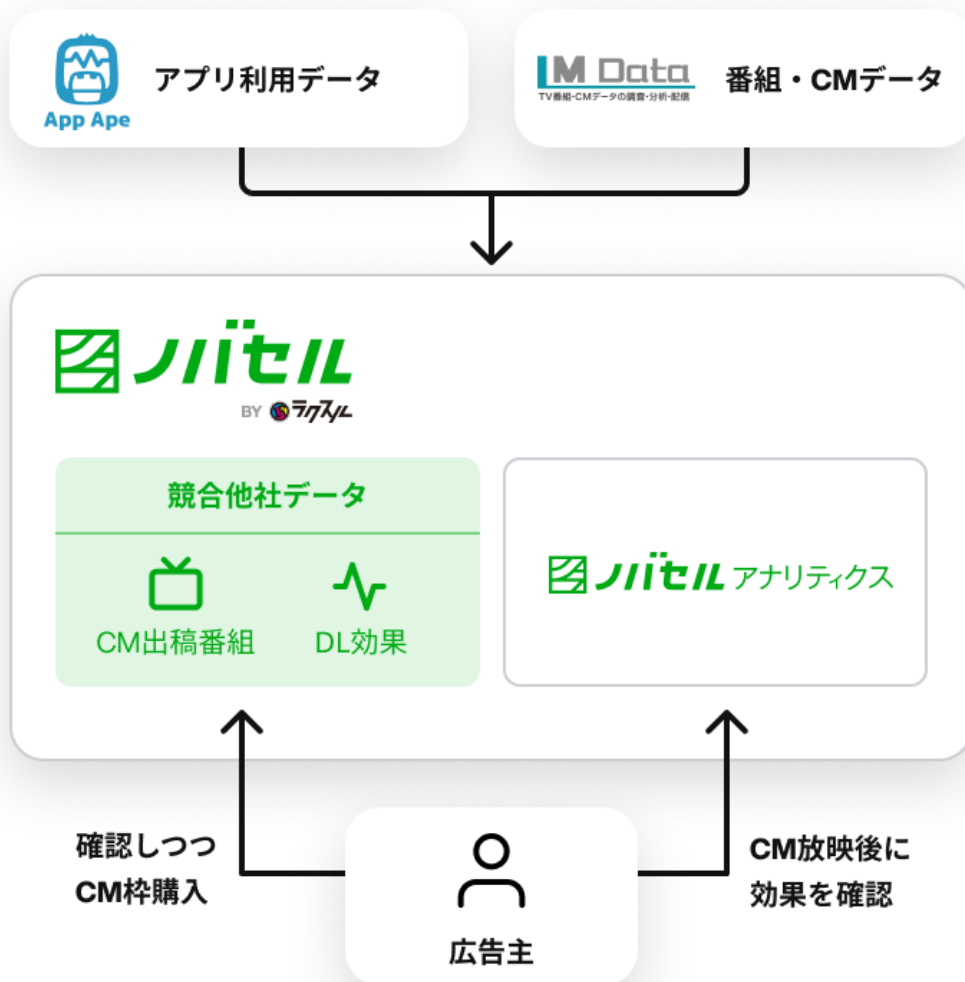 App Ape
アプリ利用データ
M Data
TV番組・CMデータの調査・分析・配信
番組・CMデータ
ノバセル
BY ラクスル
競合他社データ
CM出稿番組
DL効果
ノバセル アナリティクス
確認しつつ
CM枠購入
CM放映後に
効果を確認
広告主